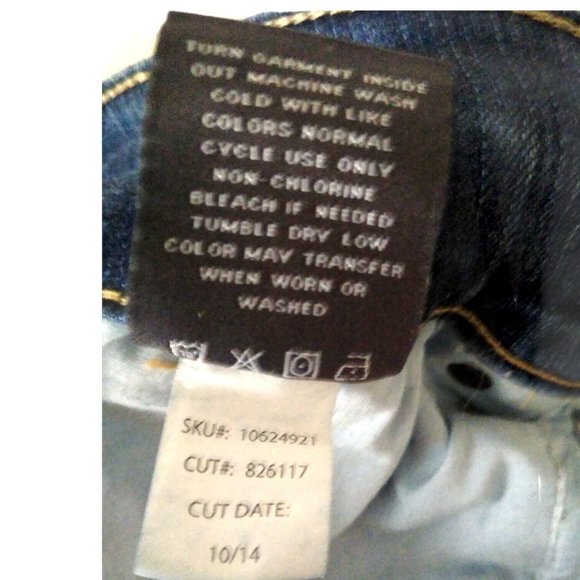 TURN GARMENT INSIDE
OUT MACHINE WASH
COLD WITH LIKE
COLORS NORMAL
CYCLE USE ONLY
NON-CHLORINE
BLEACH IF NEEDED
TUMBLE DRY LOW
COLOR MAY TRANSFER
WHEN WORN OR
WASHED
SKU#: 10624921
CUT#: 826117
CUT DATE:
10/14